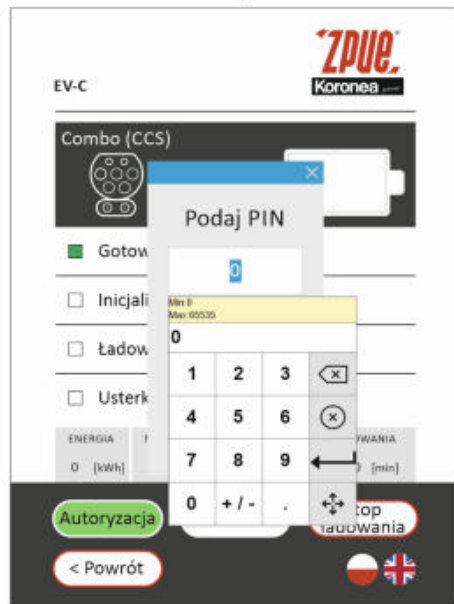 ZPUE
Koronea
EV-C
Combo (CCS)
Podaj PIN
0
Gotow
Inicjali
Ładow
Usterk
Min: 0
Max: 65535
0
1 2 3
4 5 6
7 8 9
0 + / - .
ENERGIA
OWANIA
0 [kWh]
[min]
Autoryzacja
top
ładowania
< Powrót